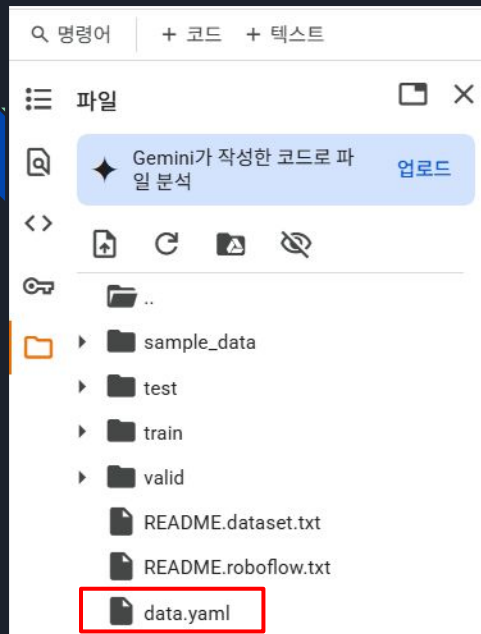 명령어 + 코드 + 텍스트
파일
Gemini가 작성한 코드로 파
일 분석
업로드
..
sample_data
test
train
valid
README.dataset.txt
README.roboflow.txt
data.yaml